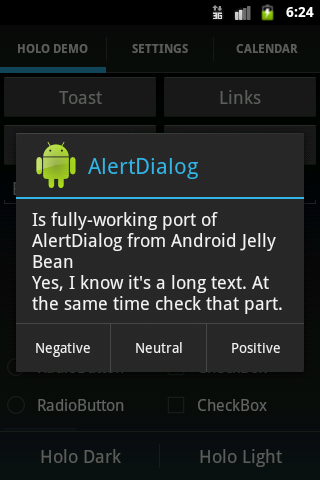 3G 6:24
HOLO DEMO SETTINGS CALENDAR
Toast Links
AlertDialog
Is fully-working port of
AlertDialog from Android Jelly
Bean
Yes, I know it's a long text. At
the same time check that part.
Negative Neutral Positive
RadioButton CheckBox
RadioButton CheckBox
Holo Dark Holo Light